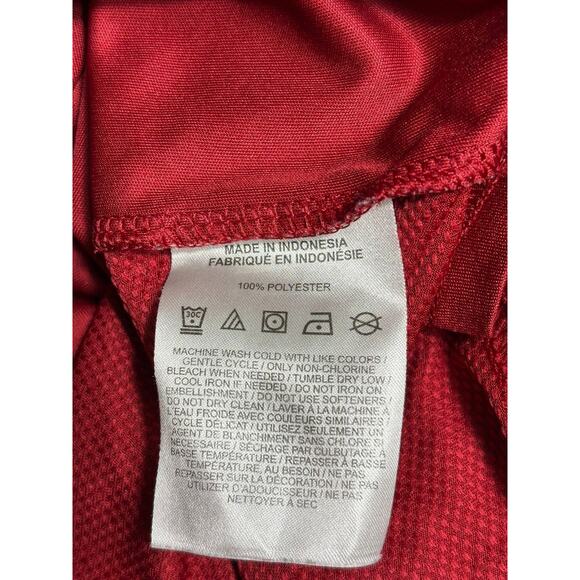 MADE IN INDONESIA
FABRIQUÉ EN INDONÉSIE
100% POLYESTER
30C
MACHINE WASH COLD WITH LIKE COLORS /
GENTLE CYCLE / ONLY NON-CHLORINE
BLEACH WHEN NEEDED / TUMBLE DRY LOW /
COOL IRON IF NEEDED / DO NOT IRON ON
EMBELLISHMENT / DO NOT USE SOFTENERS /
DO NOT DRY CLEAN / LAVER À LA MACHINE À
L'EAU FROIDE AVEC COULEURS SIMILAIRES /
CYCLE DÉLICAT / UTILISEZ SEULEMENT UN
AGENT DE BLANCHIMENT SANS CHLORE SI
NÉCESSAIRE / SÉCHAGE PAR CULBUTAGE A
BASSE TEMPÉRATURE / REPASSER À BASSE
TEMPÉRATURE, AU BESOIN / NE PAS
REPASSER SUR LA DÉCORATION / NE PAS
UTILIZER D'ADOUCISSEUR / NE PAS
NETTOYER À SEC